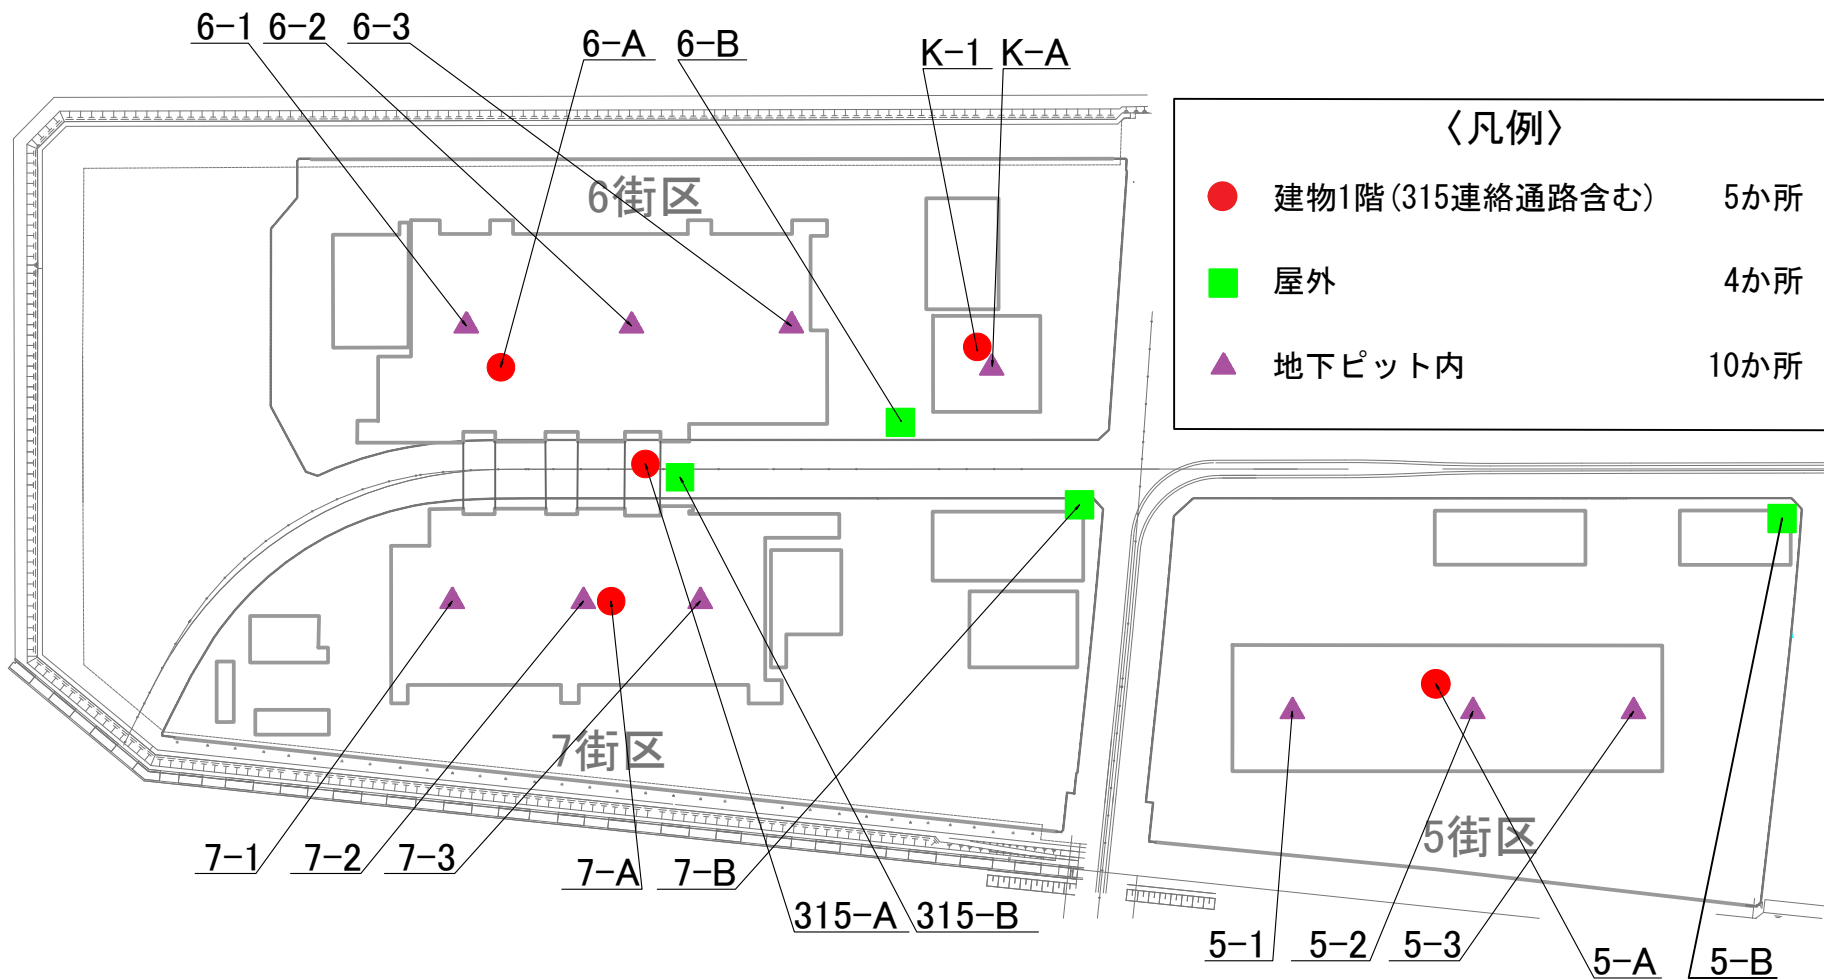 6-1 6-2 6-3
6-A 6-B
K-1 K-A
〈凡例〉
建物1階(315連絡通路含む) 5か所
屋外 4か所
地下ピット内 10か所
6街区
7街区
5街区
7-1 7-2 7-3
7-A 7-B
315-A 315-B
5-1 5-2 5-3
5-A 5-B